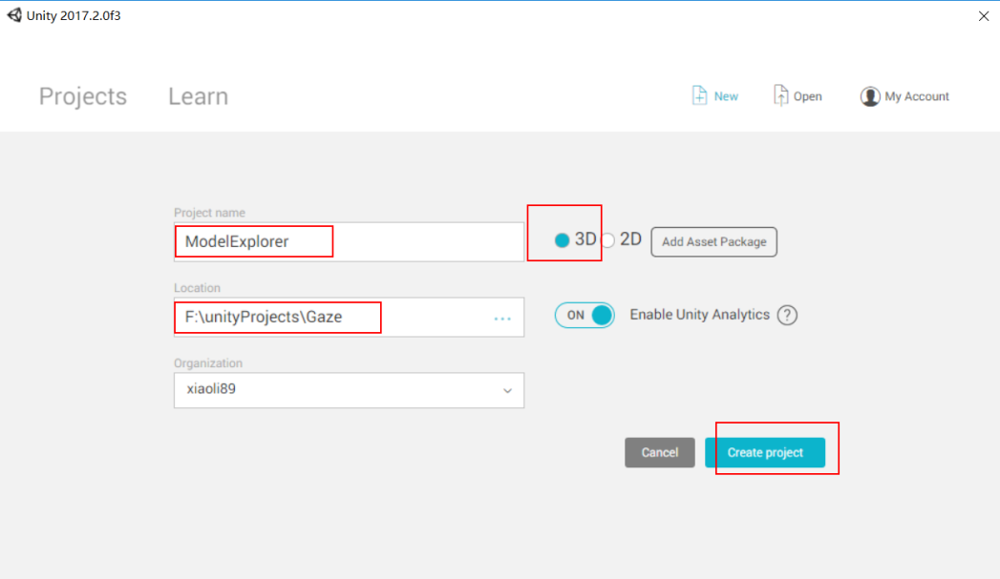 Unity 2017.2.0f3
Projects Learn New Open My Account
Project name
ModelExplorer 3D 2D Add Asset Package
Location
F:\unityProjects\Gaze ... ON Enable Unity Analytics ?
Organization
xiaoli89
Cancel Create project